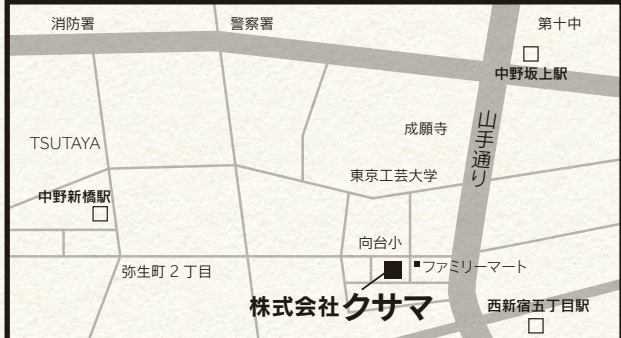 消防署
警察署
第十中
中野坂上駅
山手通り
成願寺
TSUTAYA
東京工芸大学
中野新橋駅
向台小
ファミリーマート
弥生町2丁目
株式会社クサマ
西新宿五丁目駅